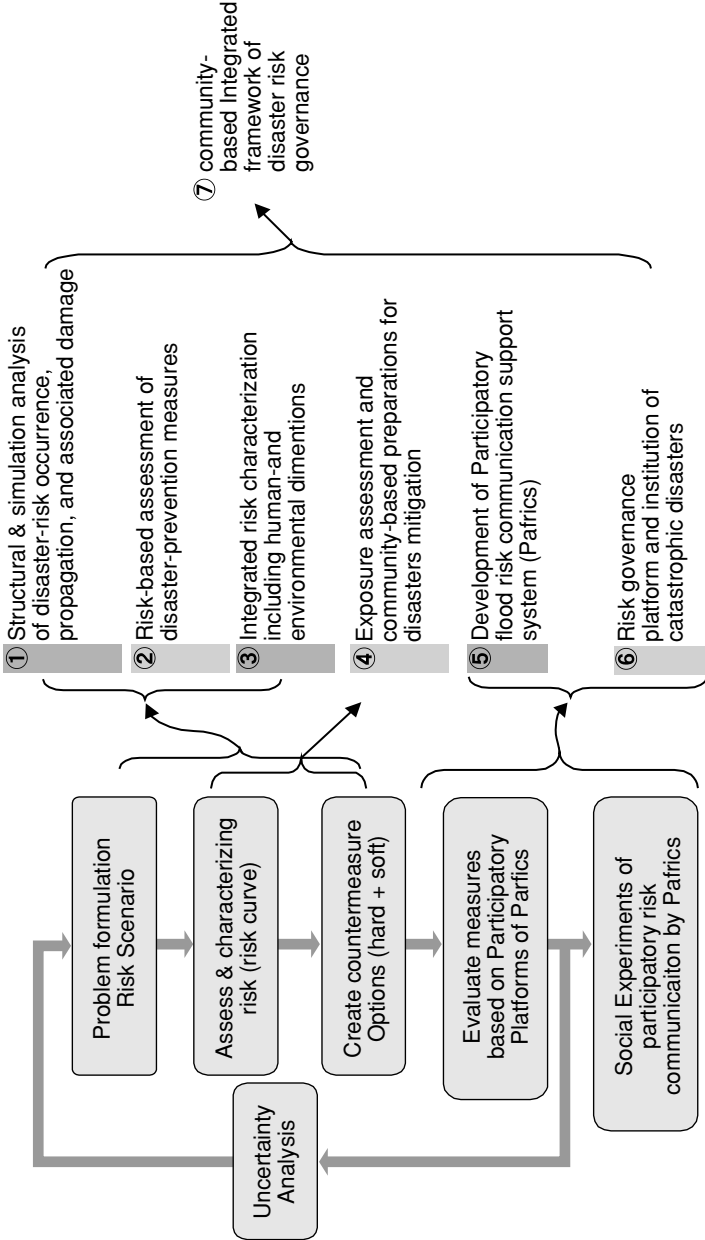 Problem formulation
Risk Scenario
Assess & characterizing
risk (risk curve)
Create countermeasure
Options (hard + soft)
Evaluate measures
based on Participatory
Platforms of Parfics
Social Experiments of
participatory risk
communicaiton by Pafrics
Uncertainty
Analysis
① Structural & simulation analysis
of disaster-risk occurrence,
propagation, and associated damage
② Risk-based assessment of
disaster-prevention measures
③ Integrated risk characterization
including human-and
environmental dimentions
④ Exposure assessment and
community-based preparations for
disasters mitigation
⑤ Development of Participatory
flood risk communication support
system (Pafrics)
⑥ Risk governance
platform and institution of
catastrophic disasters
⑦ community-
based Integrated
framework of
disaster risk
governance